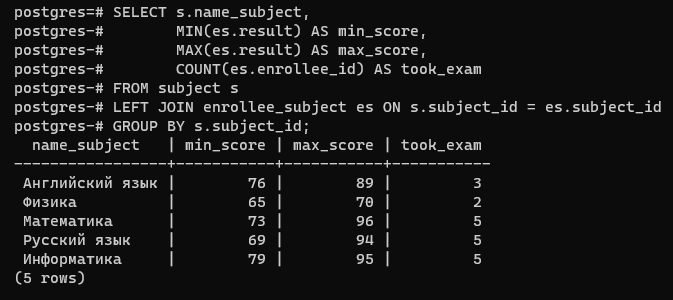 postgres=# SELECT s.name_subject,
postgres-#        MIN(es.result) AS min_score,
postgres-#        MAX(es.result) AS max_score,
postgres-#        COUNT(es.enrollee_id) AS took_exam
postgres-# FROM subject s
postgres-# LEFT JOIN enrollee_subject es ON s.subject_id = es.subject_id
postgres-# GROUP BY s.subject_id;
  name_subject   | min_score | max_score | took_exam
-----------------+-----------+-----------+-----------
 Английский язык |        76 |        89 |         3
 Физика          |        65 |        70 |         2
 Математика      |        73 |        96 |         5
 Русский язык    |        69 |        94 |         5
 Информатика     |        79 |        95 |         5
(5 rows)